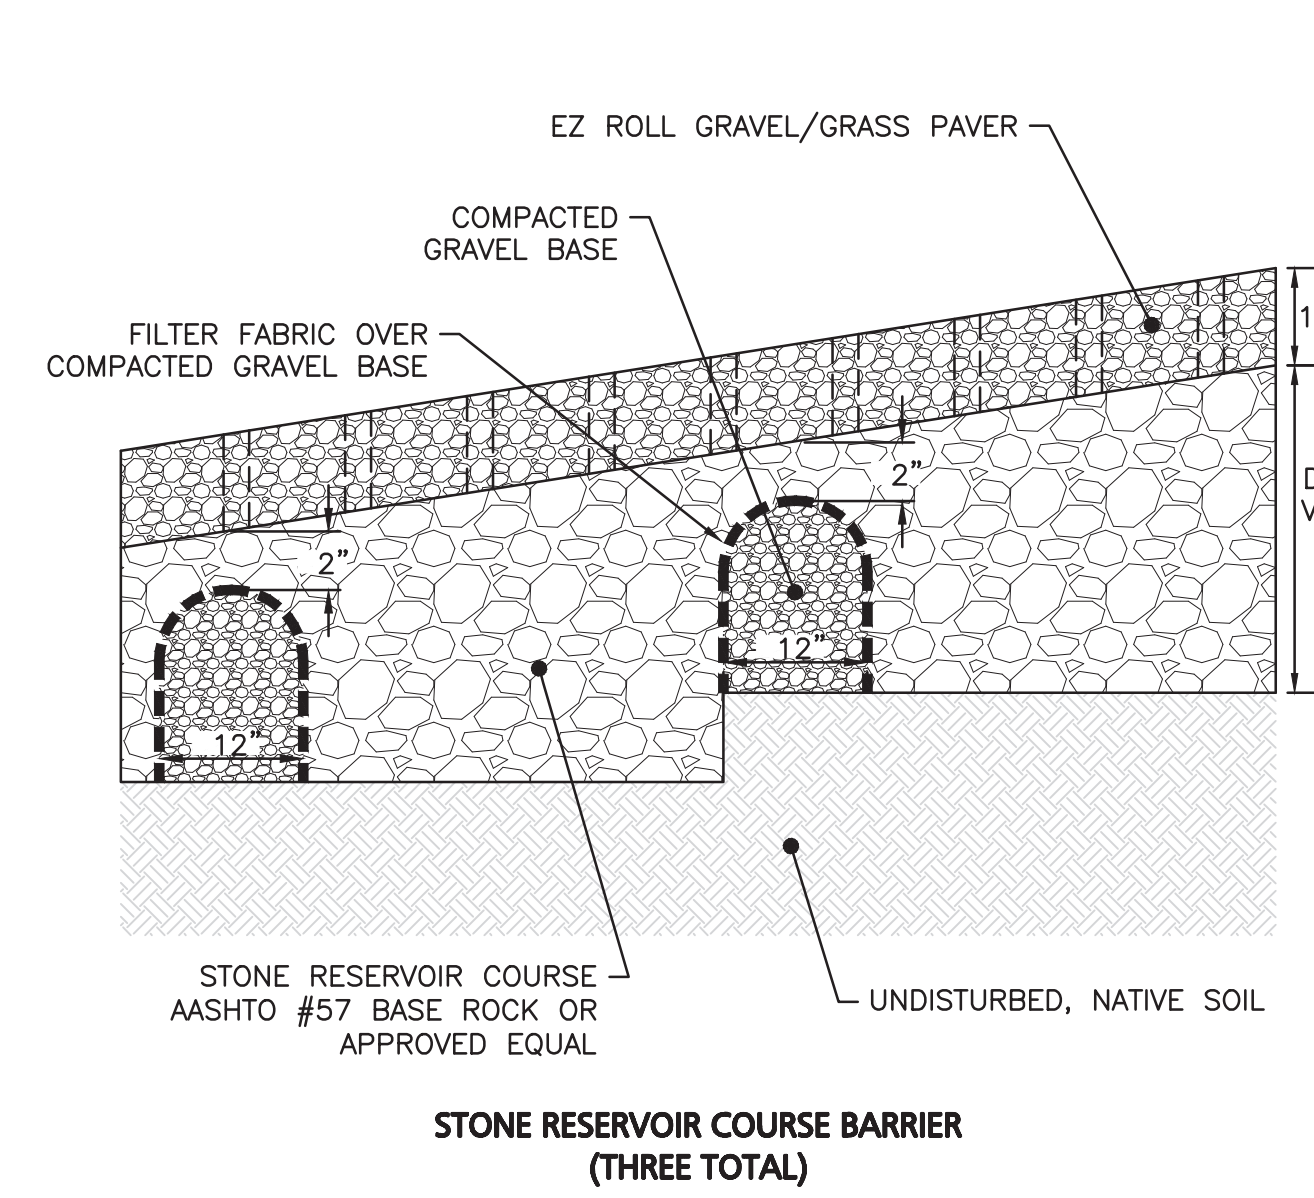 EZ ROLL GRAVEL/GRASS PAVER
COMPACTED
GRAVEL BASE
FILTER FABRIC OVER
COMPACTED GRAVEL BASE
1
2"
D
V
2"
12"
12"
STONE RESERVOIR COURSE
AASHTO #57 BASE ROCK OR
APPROVED EQUAL
UNDISTURBED, NATIVE SOIL
STONE RESERVOIR COURSE BARRIER
(THREE TOTAL)